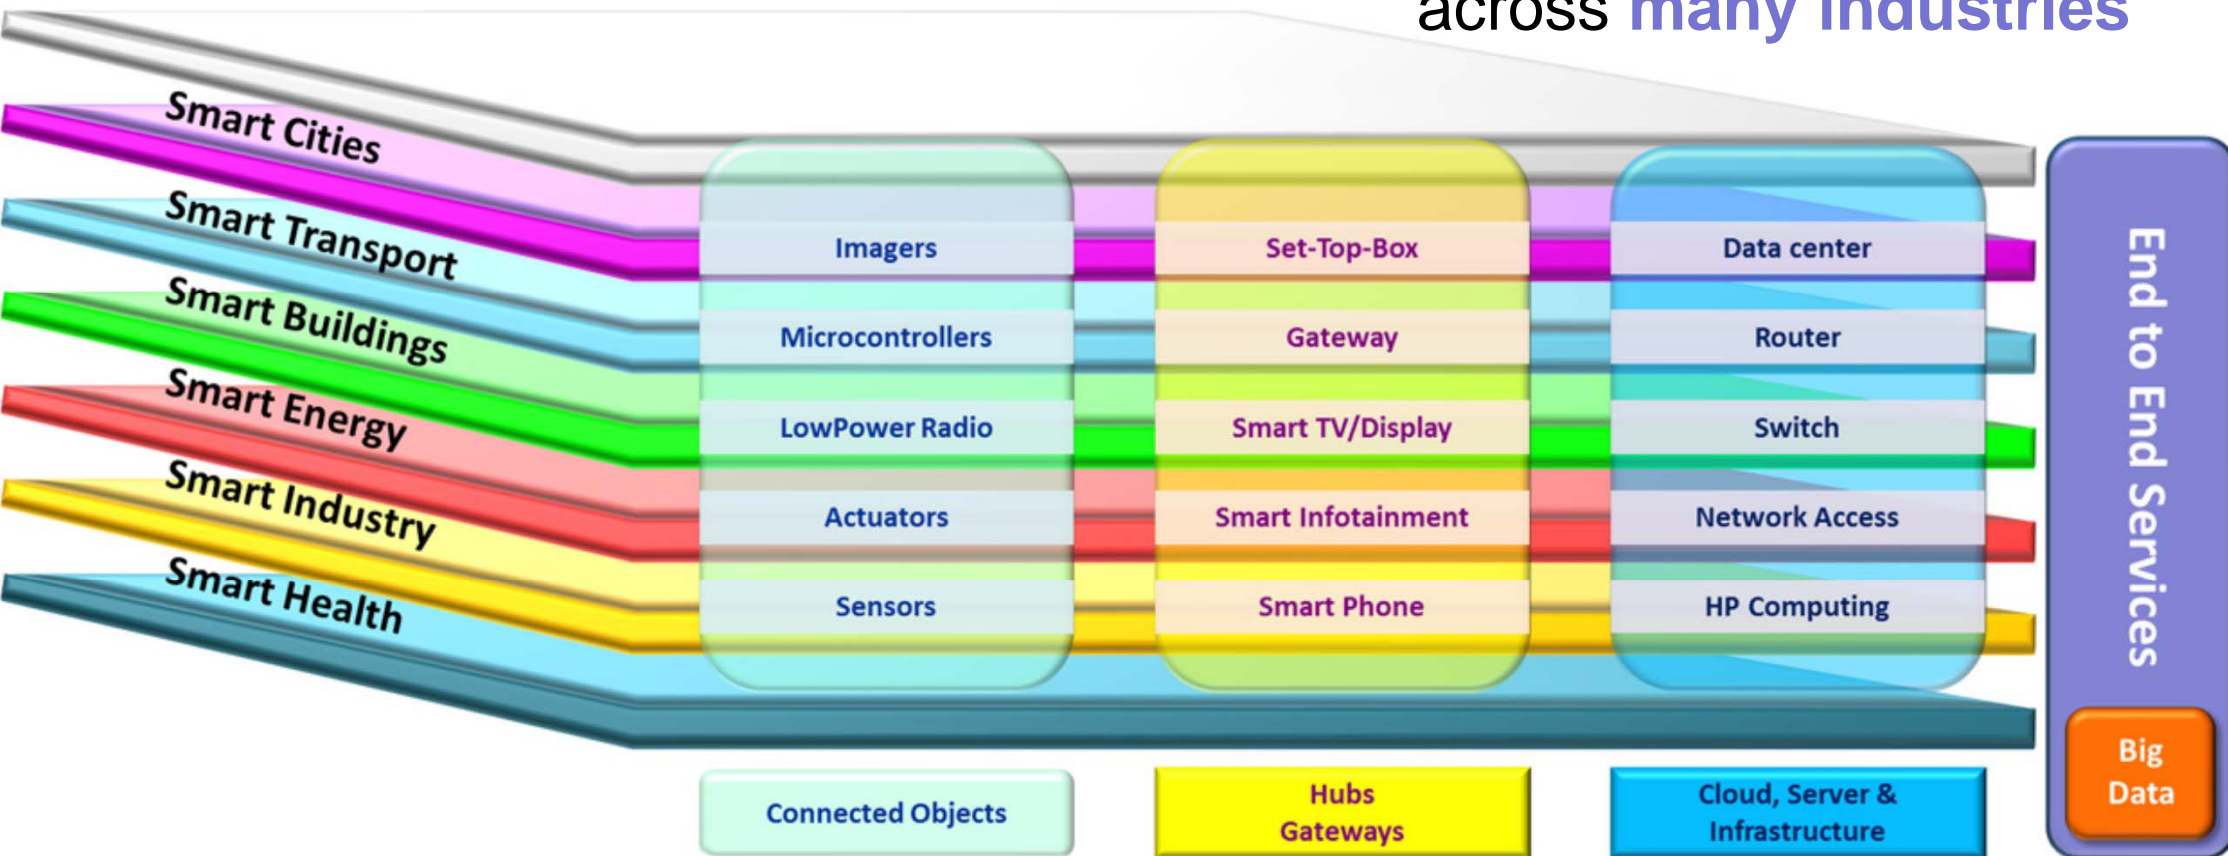 across many industries
Smart Cities
Smart Transport
Smart Buildings
Smart Energy
Smart Industry
Smart Health
Imagers
Microcontrollers
LowPower Radio
Actuators
Sensors
Connected Objects
Set-Top-Box
Gateway
Smart TV/Display
Smart Infotainment
Smart Phone
Hubs
Gateways
Data center
Router
Switch
Network Access
HP Computing
Cloud, Server &
Infrastructure
End to End Services
Big
Data